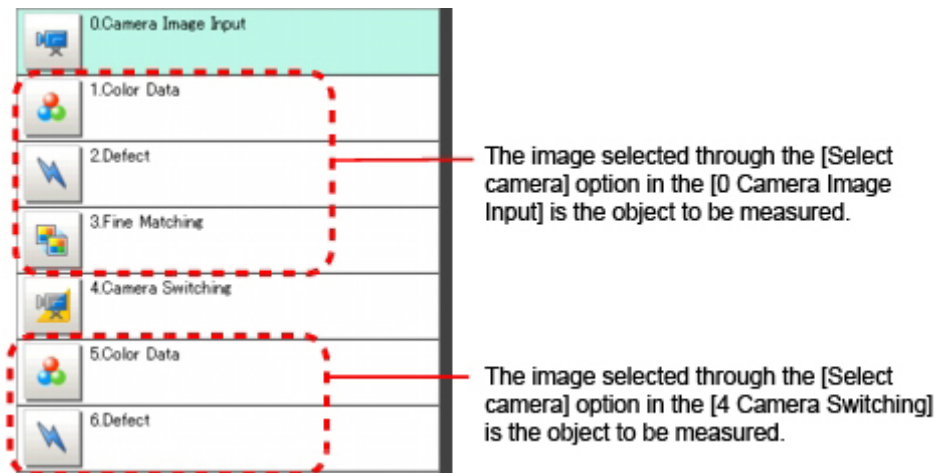 0.Camera Image Input
1.Color Data
2.Defect
3.Fine Matching
4.Camera Switching
5.Color Data
6.Defect
The image selected through the [Select
camera] option in the [0 Camera Image
Input] is the object to be measured.
The image selected through the [Select
camera] option in the [4 Camera Switching]
is the object to be measured.